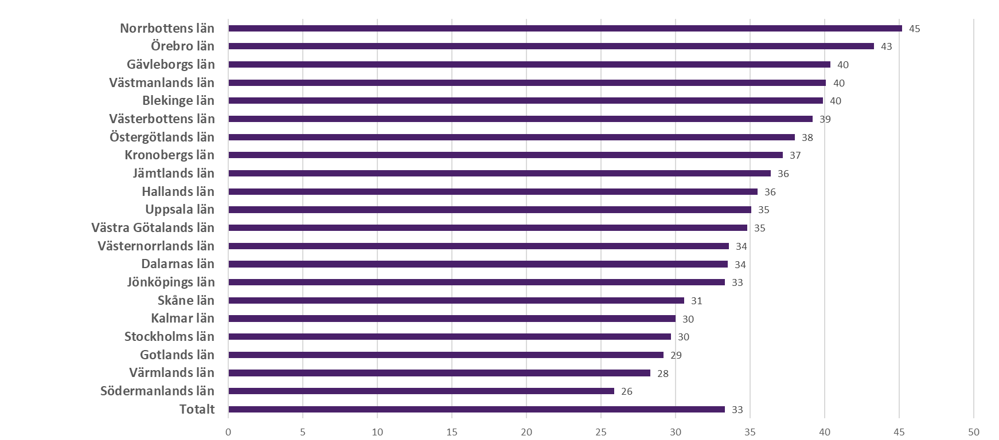 Norrbottens län 45
Örebro län 43
Gävleborgs län 40
Västmanlands län 40
Blekinge län 40
Västerbottens län 39
Östergötlands län 38
Kronobergs län 37
Jämtlands län 36
Hallands län 36
Uppsala län 35
Västra Götalands län 35
Västernorrlands län 34
Dalarnas län 34
Jönköpings län 33
Skåne län 31
Kalmar län 30
Stockholms län 30
Gotlands län 29
Värmlands län 28
Södermanlands län 26
Totalt 33
0 5 10 15 20 25 30 35 40 45 50